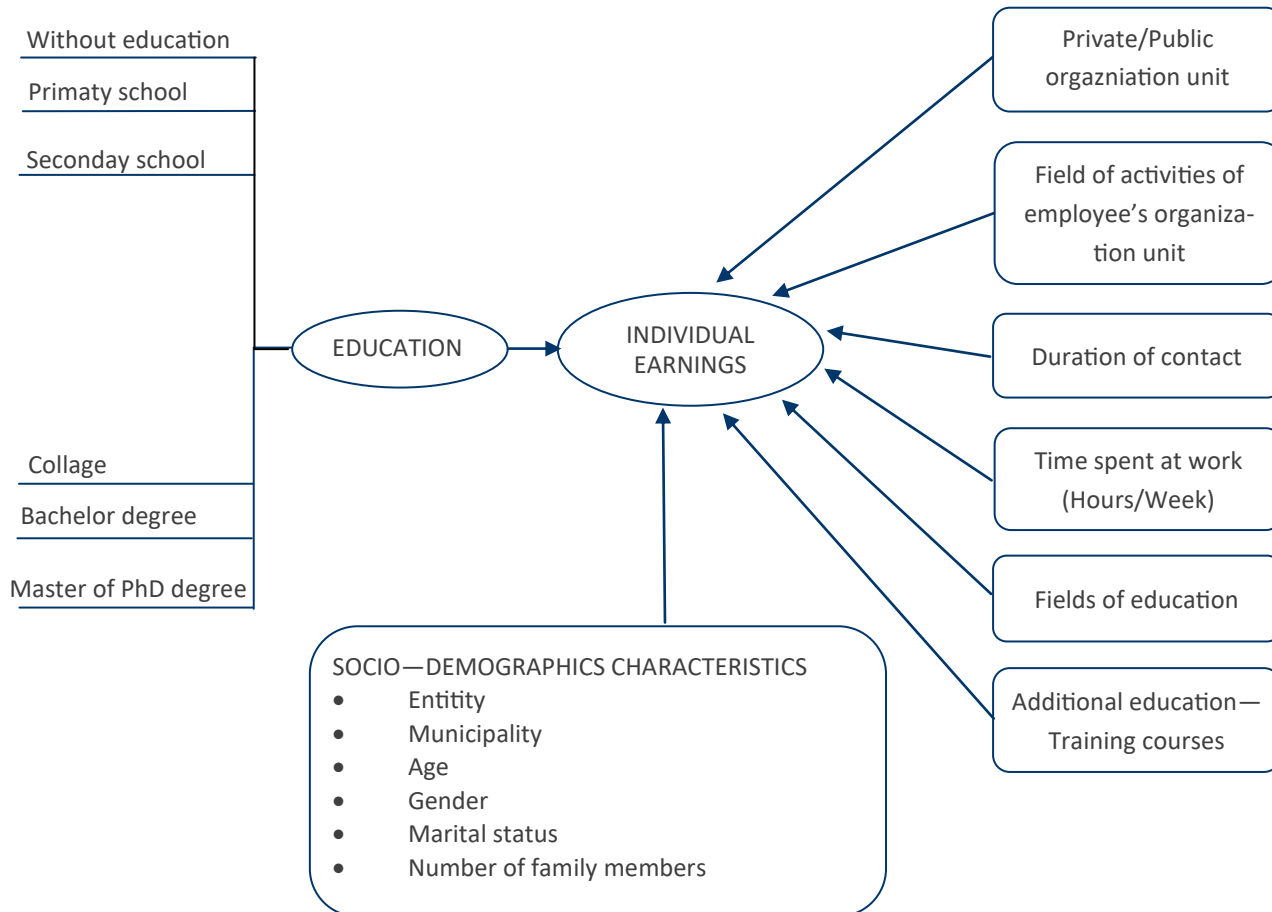 Without education
Primaty school
Seconday school
Collage
Bachelor degree
Master of PhD degree
EDUCATION
INDIVIDUAL
EARNINGS
Private/Public
orgazniation unit
Field of activities of
employee’s organiza-
tion unit
Duration of contact
Time spent at work
(Hours/Week)
Fields of education
Additional education—
Training courses
SOCIO—DEMOGRAPHICS CHARACTERISTICS
• Entitity
• Municipality
• Age
• Gender
• Marital status
• Number of family members